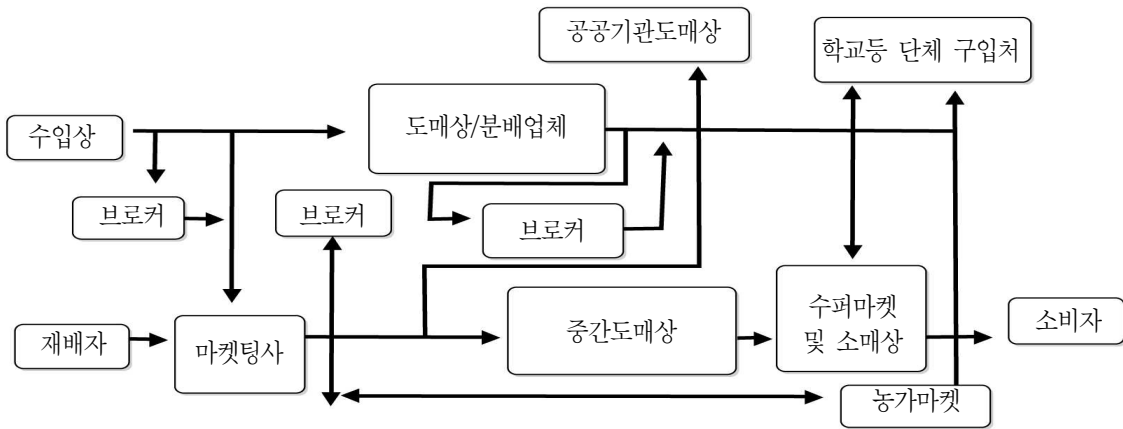 공공기관도매상
학교등 단체 구입처
수입상
도매상/분배업체
브로커
브로커
브로커
재배자
마켓팅사
중간도매상
수퍼마켓
및 소매상
소비자
농가마켓